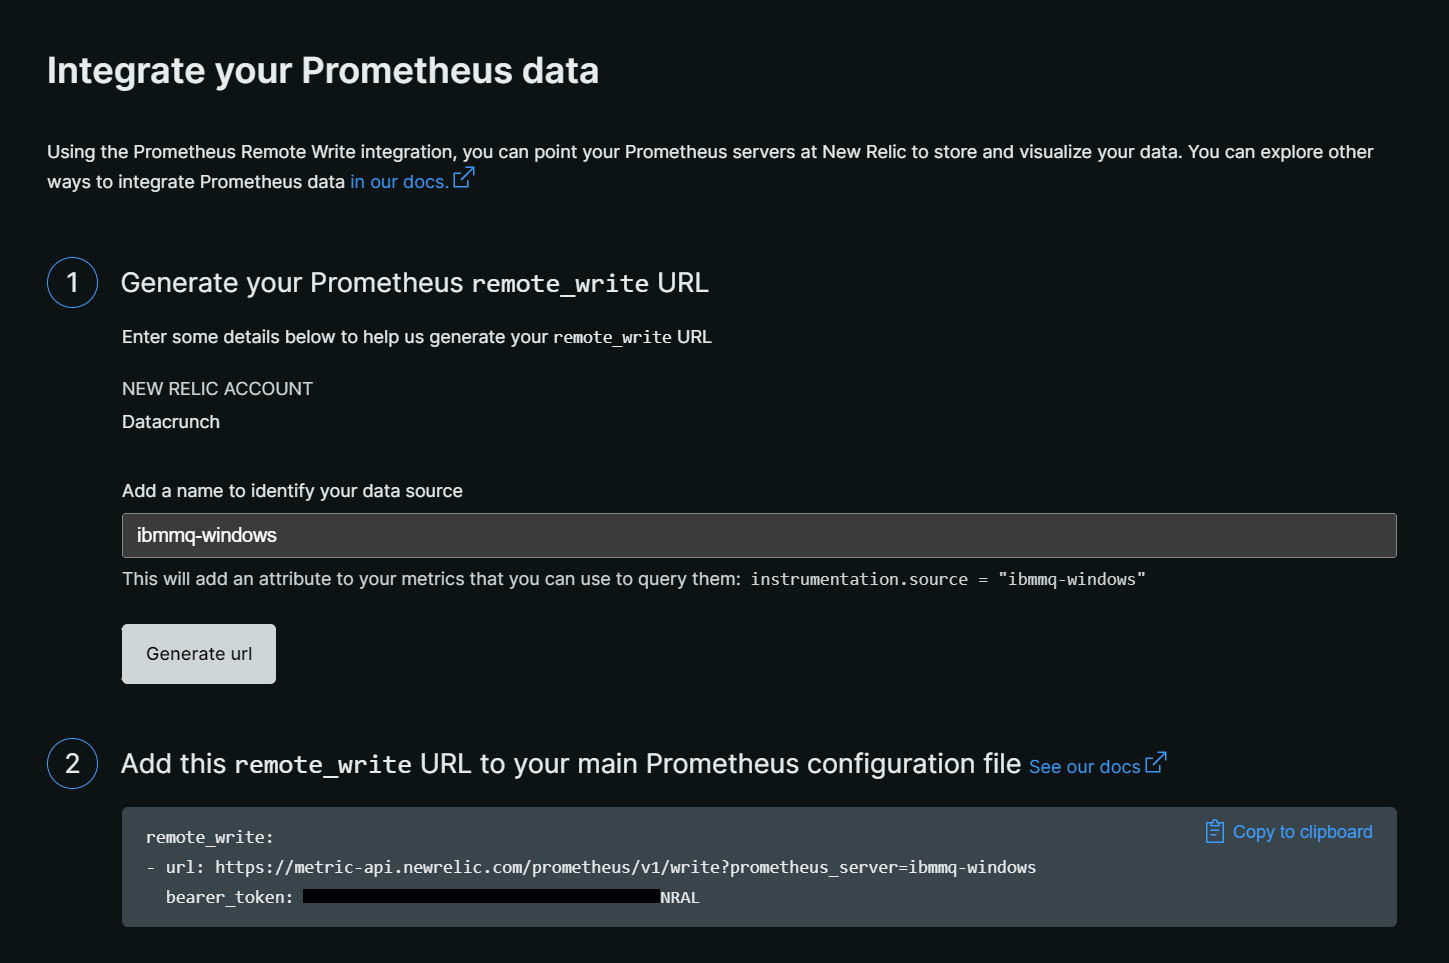 Integrate your Prometheus data
Using the Prometheus Remote Write integration, you can point your Prometheus servers at New Relic to store and visualize your data. You can explore other
ways to integrate Prometheus data in our docs.
1 Generate your Prometheus remote_write URL
Enter some details below to help us generate your remote_write URL
NEW RELIC ACCOUNT
Datacrunch
Add a name to identify your data source
ibmmq-windows
This will add an attribute to your metrics that you can use to query them: instrumentation.source = "ibmmq-windows"
Generate url
2 Add this remote_write URL to your main Prometheus configuration file See our docs
Copy to clipboard
remote_write:
- url: https://metric-api.newrelic.com/prometheus/v1/write?prometheus_server=ibmmq-windows
bearer_token: NRAL